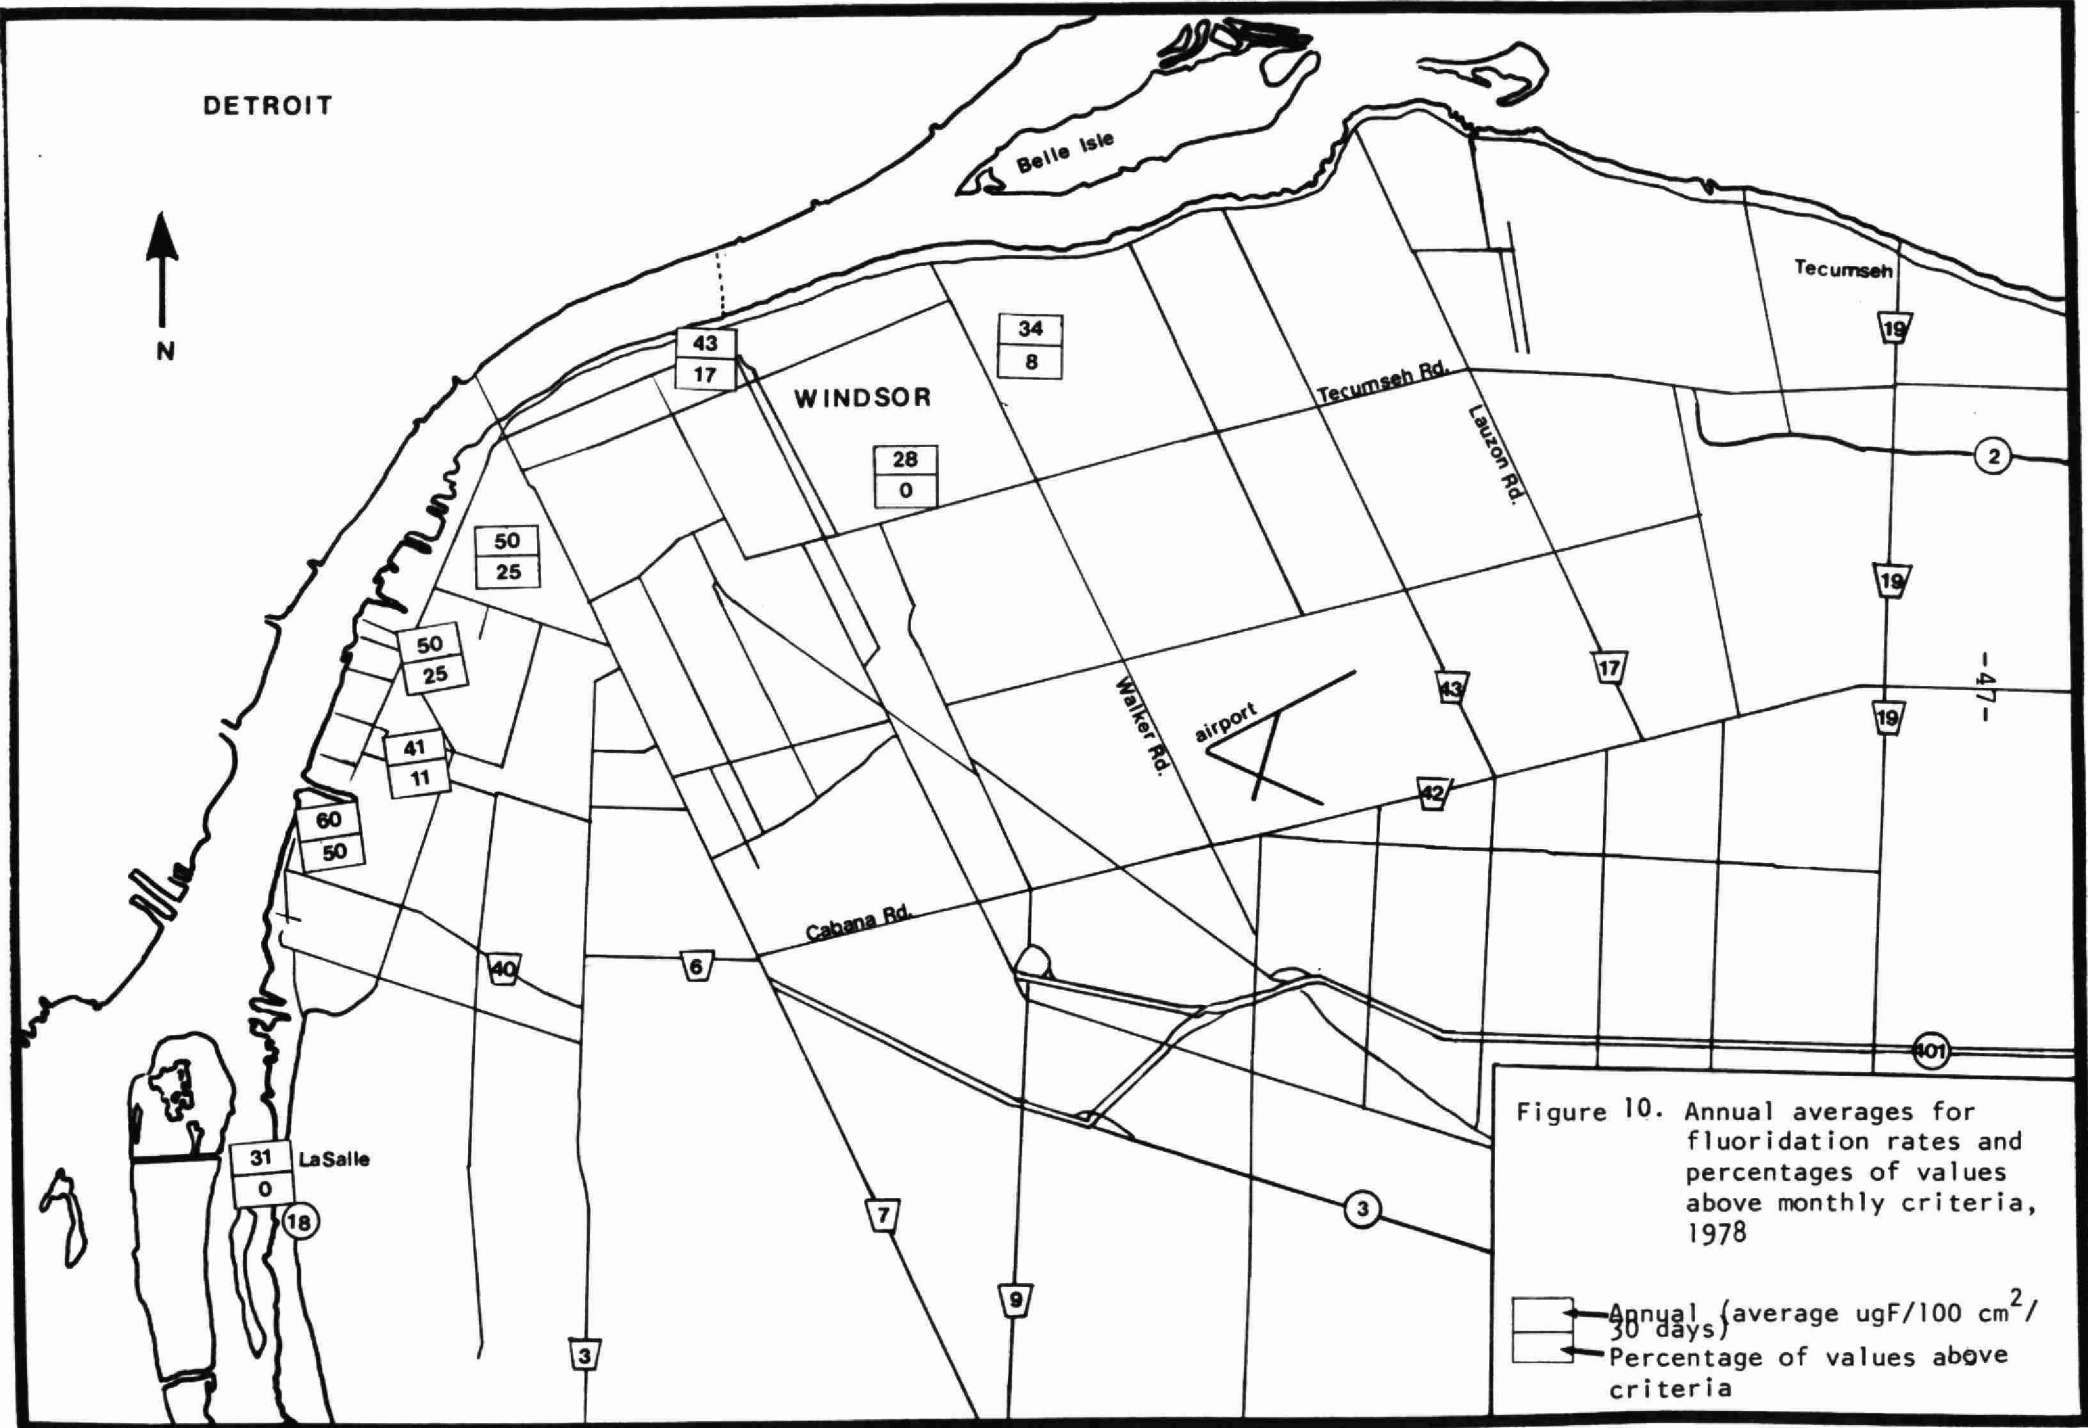 DETROIT
Belle Isle
N
Tecumseh
19
43
17
34
8
WINDSOR
Tecumseh Rd.
Lauzon Rd.
28
0
2
50
25
19
50
25
-47-
17
43
19
Walker Rd.
airport
41
11
42
60
50
Cabana Rd.
40
6
401
31
0
LaSalle
18
7
3
9
3
Figure 10. Annual averages for
fluoridation rates and
percentages of values
above monthly criteria,
1978
Annual (average ugF/100 cm²/
30 days)
Percentage of values above
criteria